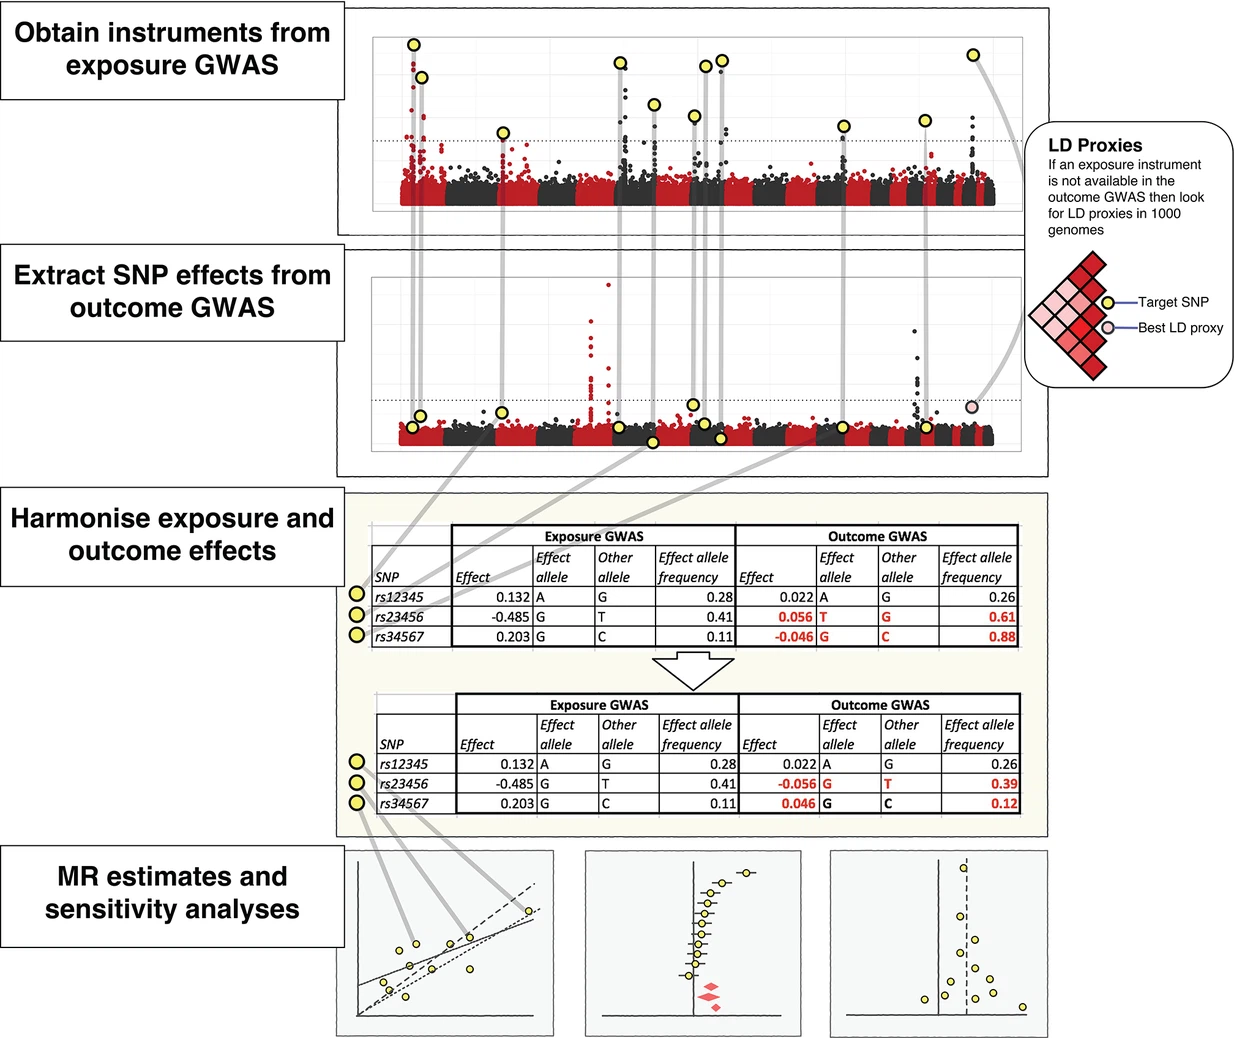 Obtain instruments from
exposure GWAS
LD Proxies
If an exposure instrument
is not available in the
outcome GWAS then look
for LD proxies in 1000
genomes
Target SNP
Best LD proxy
Extract SNP effects from
outcome GWAS
Harmonise exposure and
outcome effects
Exposure GWAS Outcome GWAS
Effect Other Effect allele Effect Other Effect allele
SNP Effect allele allele frequency Effect allele allele frequency
rs12345 0.132 A G 0.28 0.022 A G 0.26
rs23456 -0.485 G T 0.41 0.056 T G 0.61
rs34567 0.203 G C 0.11 -0.046 G C 0.88
Exposure GWAS Outcome GWAS
Effect Other Effect allele Effect Other Effect allele
SNP Effect allele allele frequency Effect allele allele frequency
rs12345 0.132 A G 0.28 0.022 A G 0.26
rs23456 -0.485 G T 0.41 -0.056 G T 0.39
rs34567 0.203 G C 0.11 0.046 G C 0.12
MR estimates and
sensitivity analyses